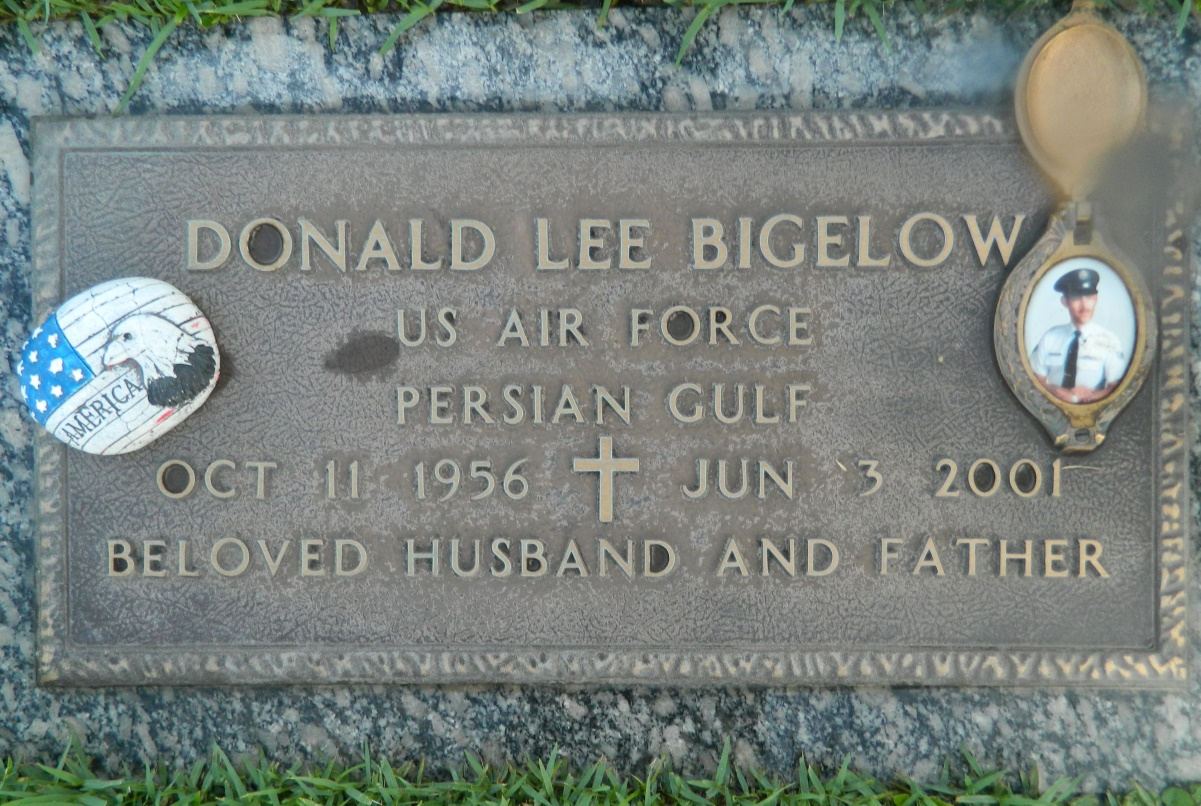 DONALD LEE BIGELOW
US AIR FORCE
PERSIAN GULF
OCT 11 1956 JUN 3 2001
BELOVED HUSBAND AND FATHER
AMERICA